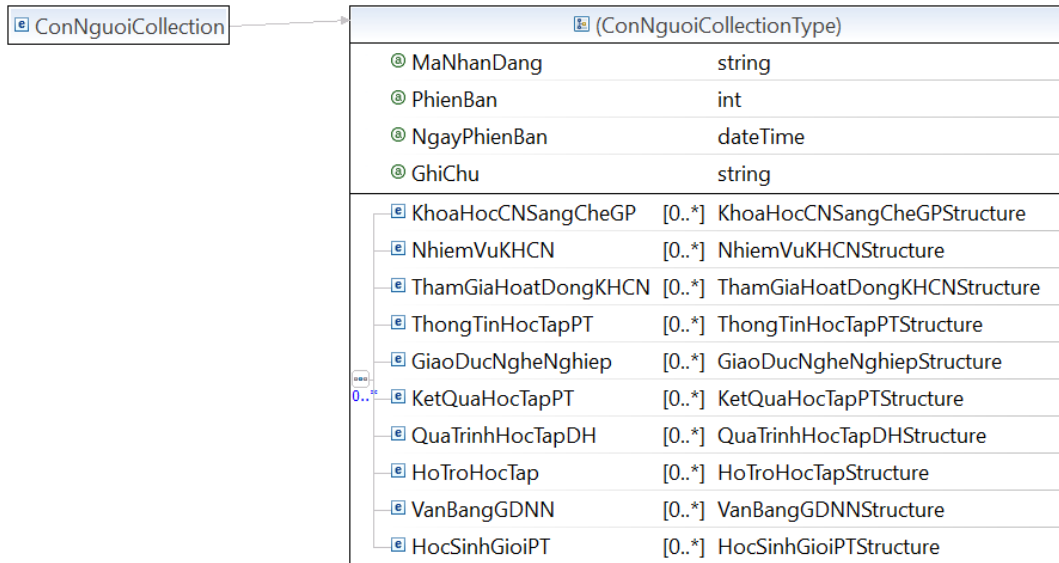 ConNguoiCollection
(ConNguoiCollectionType)
MaNhanDang string
PhienBan int
NgayPhienBan dateTime
GhiChu string
KhoaHocCNSangCheGP [0..*] KhoaHocCNSangCheGPStructure
NhiemVuKHCN [0..*] NhiemVuKHCNStructure
ThamGiaHoatDongKHCN [0..*] ThamGiaHoatDongKHCNStructure
ThongTinHocTapPT [0..*] ThongTinHocTapPTStructure
GiaoDucNgheNghiep [0..*] GiaoDucNgheNghiepStructure
0..* KetQuaHocTapPT [0..*] KetQuaHocTapPTStructure
QuaTrinhHocTapDH [0..*] QuaTrinhHocTapDHStructure
HoTroHocTap [0..*] HoTroHocTapStructure
VanBangGDNN [0..*] VanBangGDNNStructure
HocSinhGioiPT [0..*] HocSinhGioiPTStructure